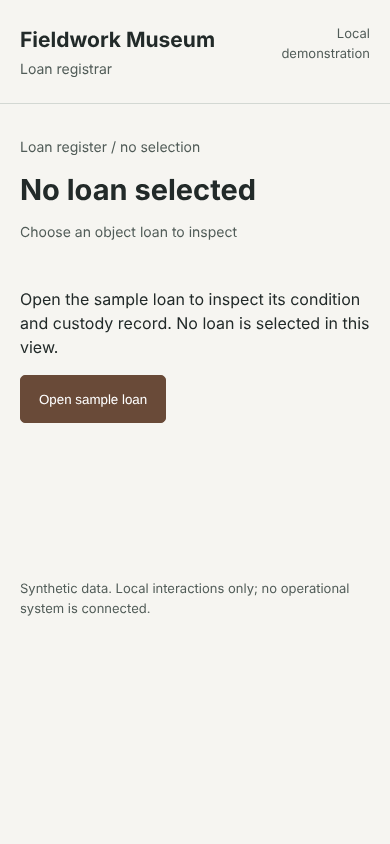 Fieldwork Museum
Loan registrar
Local
demonstration
Loan register / no selection
No loan selected
Choose an object loan to inspect
Open the sample loan to inspect its condition
and custody record. No loan is selected in this
view.
Open sample loan
Synthetic data. Local interactions only; no operational
system is connected.